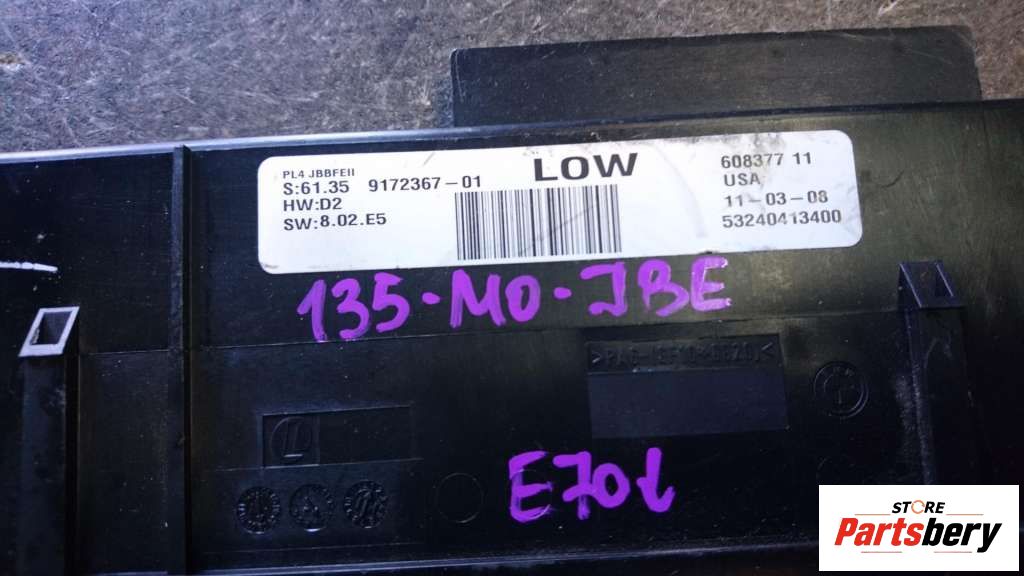 PL4 JBBFEII
LOW
608377 11
S:61.35 9172367-01
USA
HW:D2
11-03-08
SW:8.02.E5
53240413400
135-MO-JBE
E70
STORE
Partsbery